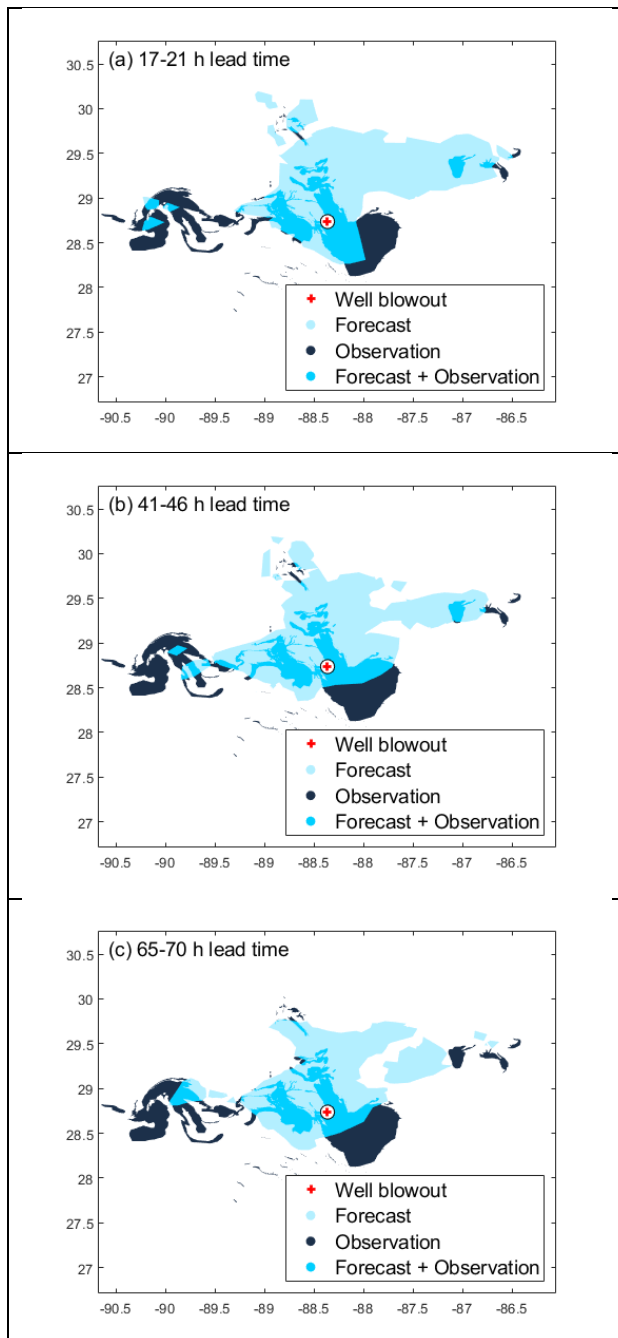 (a) 17-21 h lead time
30.5
30
29.5
29
28.5
28
27.5
27
Well blowout
Forecast
Observation
Forecast + Observation
-90.5 -90 -89.5 -89 -88.5 -88 -87.5 -87 -86.5
(b) 41-46 h lead time
30.5
30
29.5
29
28.5
28
27.5
27
Well blowout
Forecast
Observation
Forecast + Observation
-90.5 -90 -89.5 -89 -88.5 -88 -87.5 -87 -86.5
(c) 65-70 h lead time
30.5
30
29.5
29
28.5
28
27.5
27
Well blowout
Forecast
Observation
Forecast + Observation
-90.5 -90 -89.5 -89 -88.5 -88 -87.5 -87 -86.5